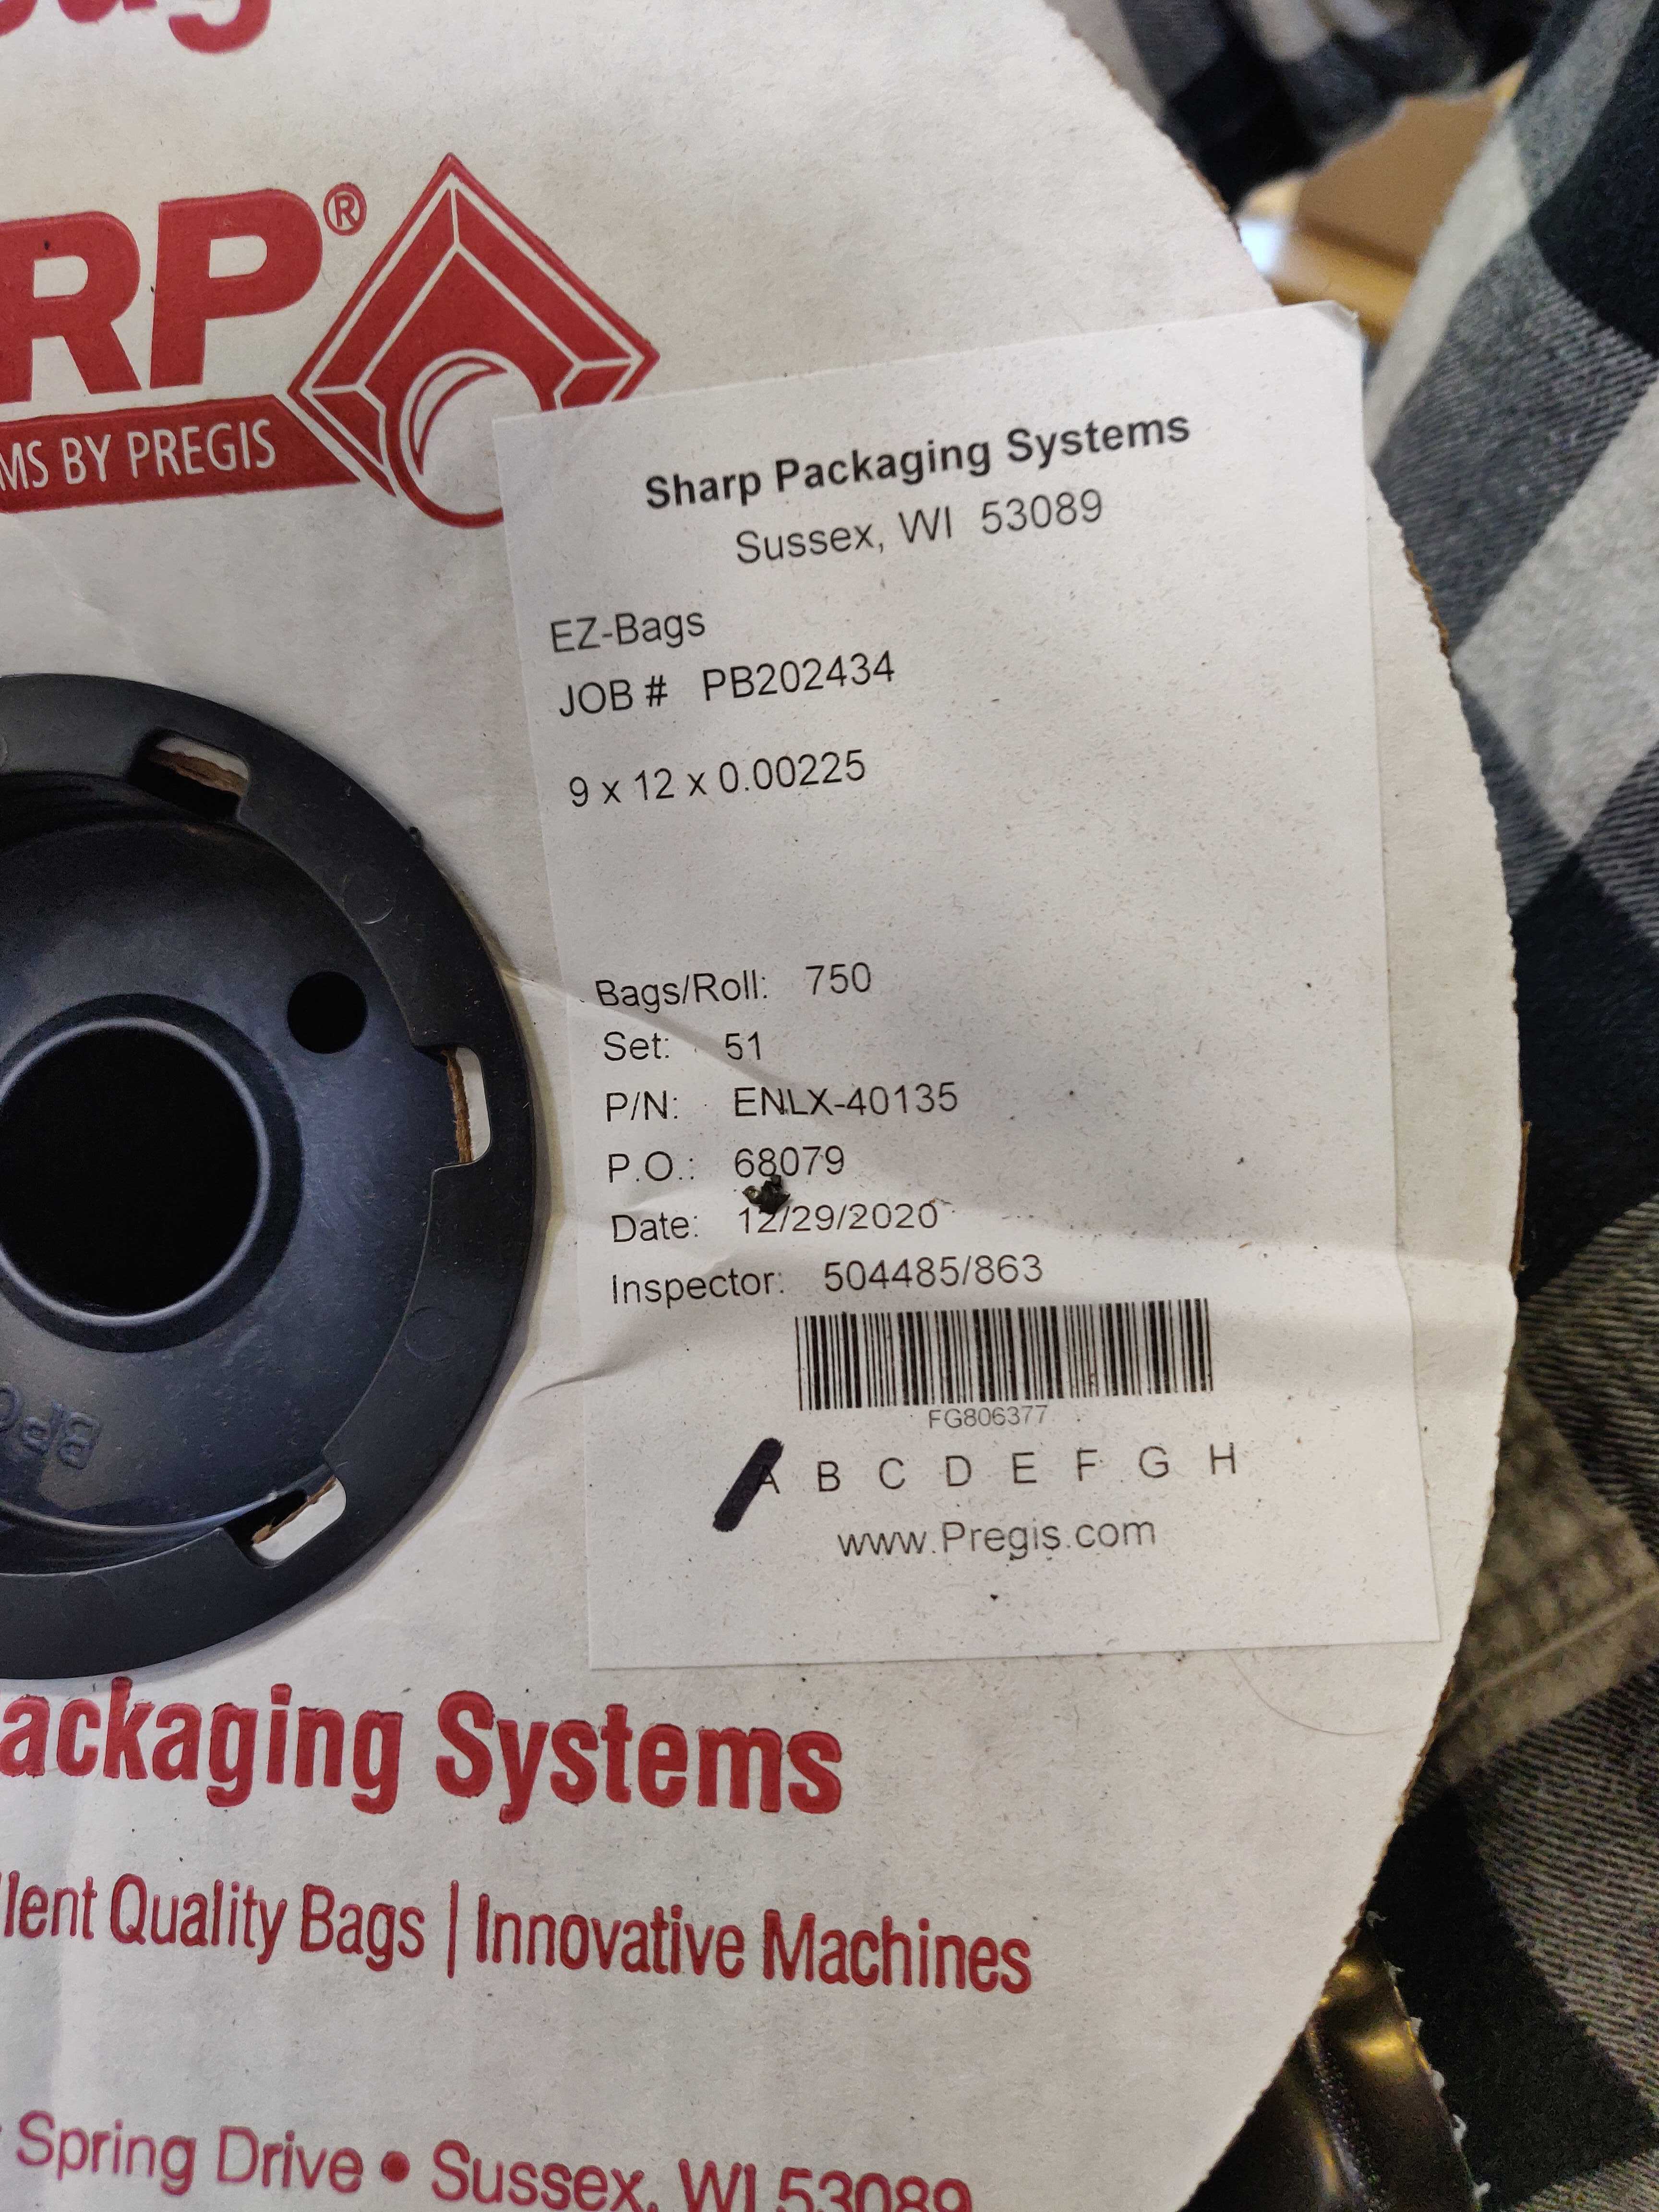 RP®
MS BY PREGIS
Sharp Packaging Systems
Sussex, WI 53089
EZ-Bags
JOB # PB202434
9 x 12 x 0.00225
Bags/Roll: 750
Set: 51
P/N: ENLX-40135
P.O.: 68079
Date: 12/29/2020
Inspector: 504485/863
FG806377
A B C D E F G H
www.Pregis.com
ackaging Systems
llent Quality Bags | Innovative Machines
Spring Drive • Sussex, WI 53089